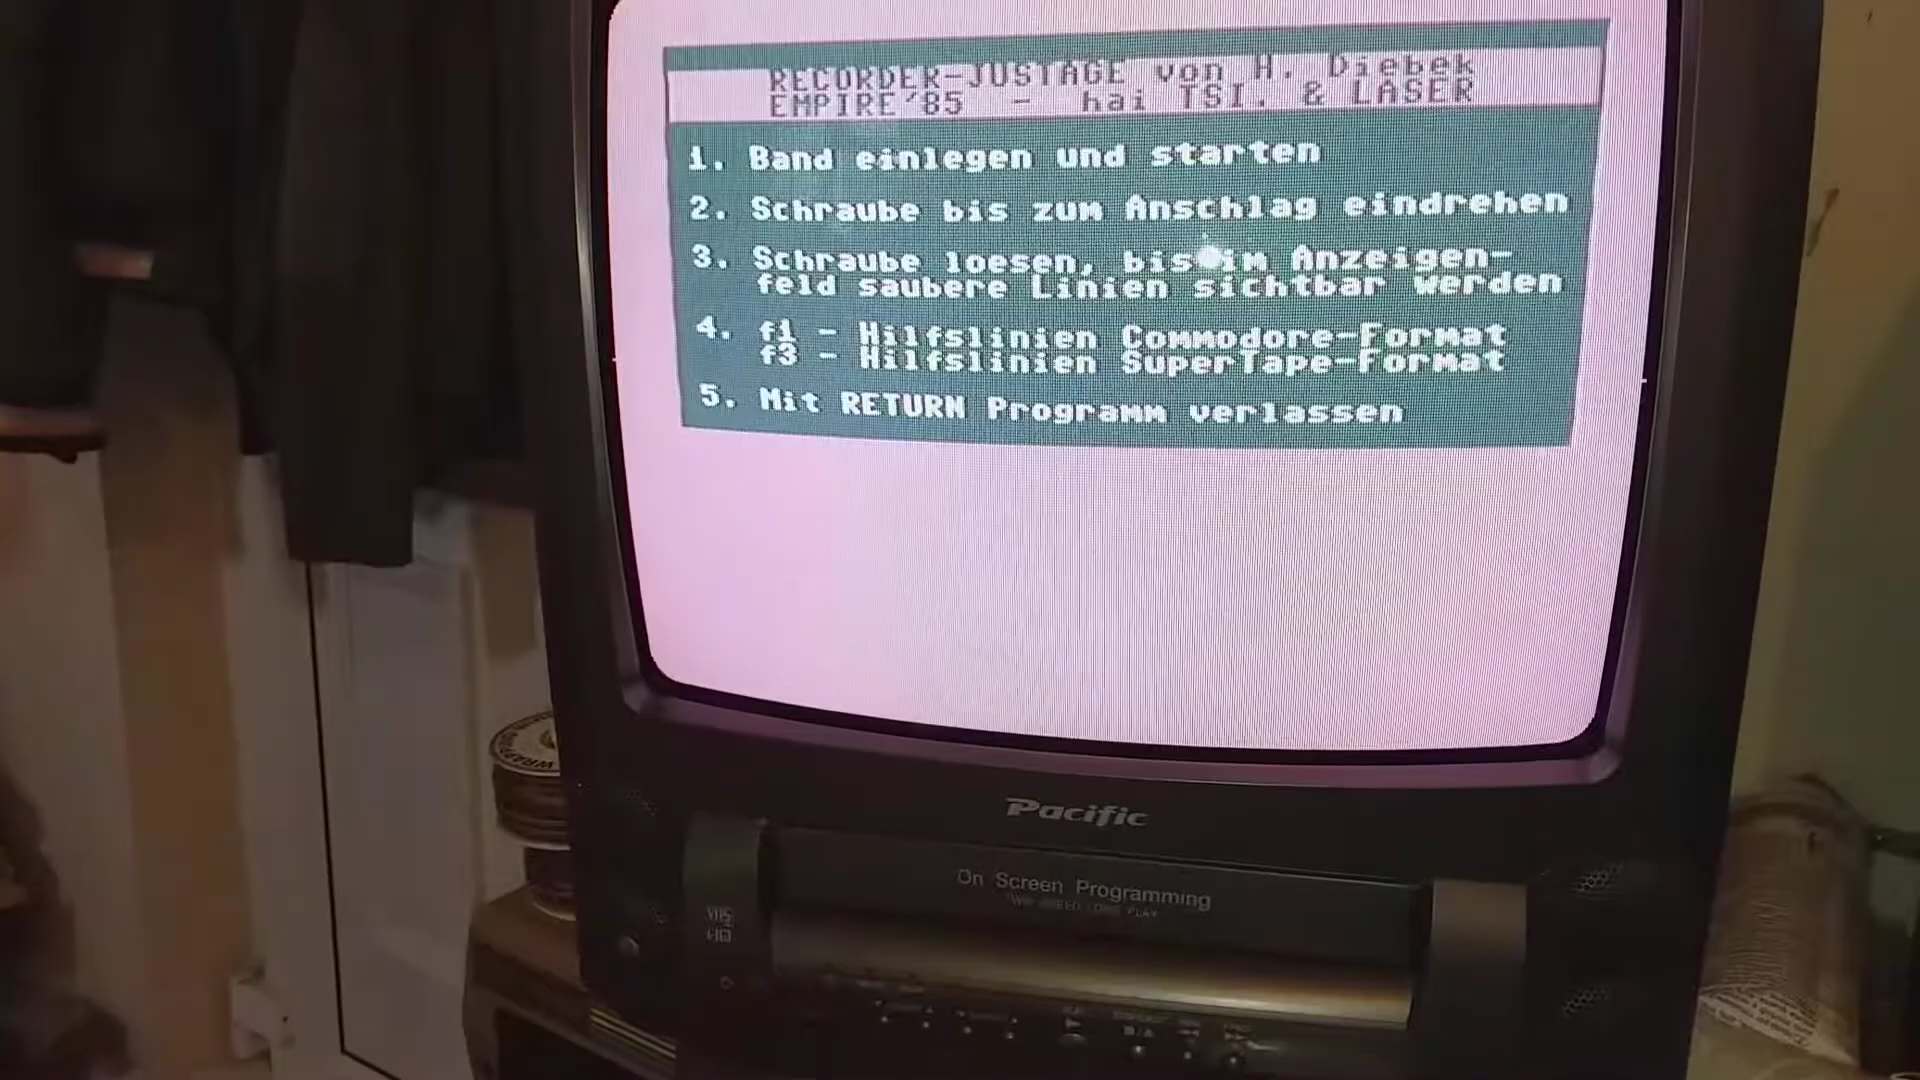 RECORDER-JUSTAGE von H. Diebek
EMPIRE'85 - hai TSI. & LASER
1. Band einlegen und starten
2. Schraube bis zum Anschlag eindrehen
3. Schraube loesen, bis im Anzeigen-
feld saubere Linien sichtbar werden
4. f1 - Hilfslinien Commodore-Format
f3 - Hilfslinien SuperTape-Format
5. Mit RETURN Programm verlassen
Pacific
On Screen Programming
VHS
HQ